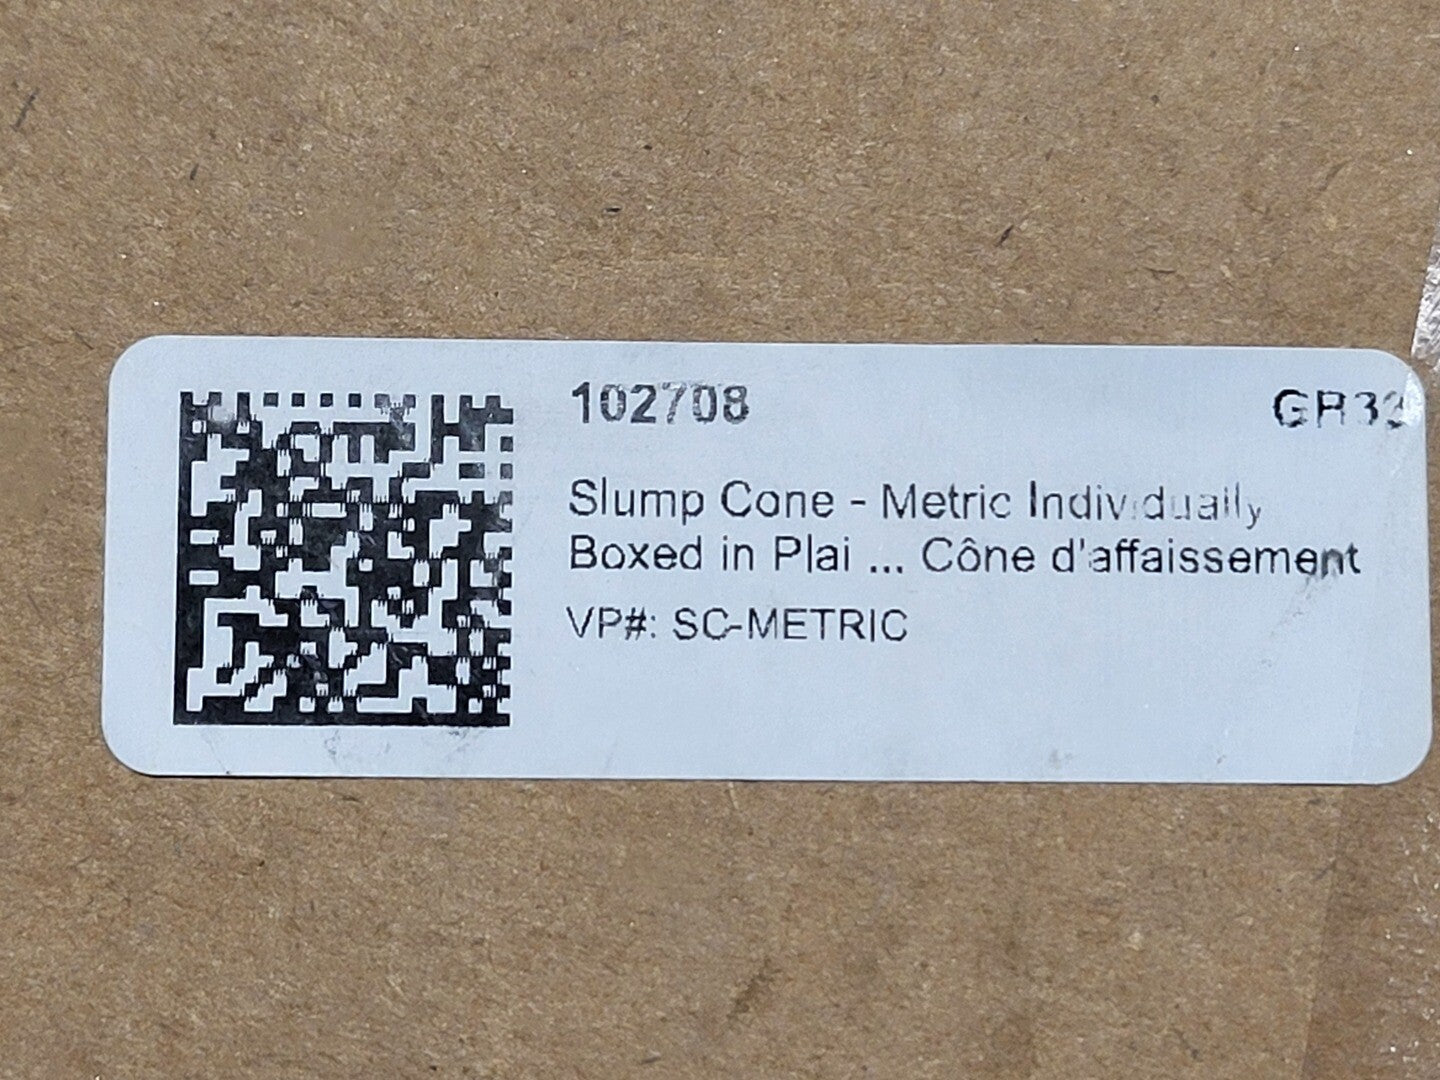 102708
Slump Cone - Metric Individually
Boxed in Plai ... Cône d'affaissement
VP#: SC-METRIC